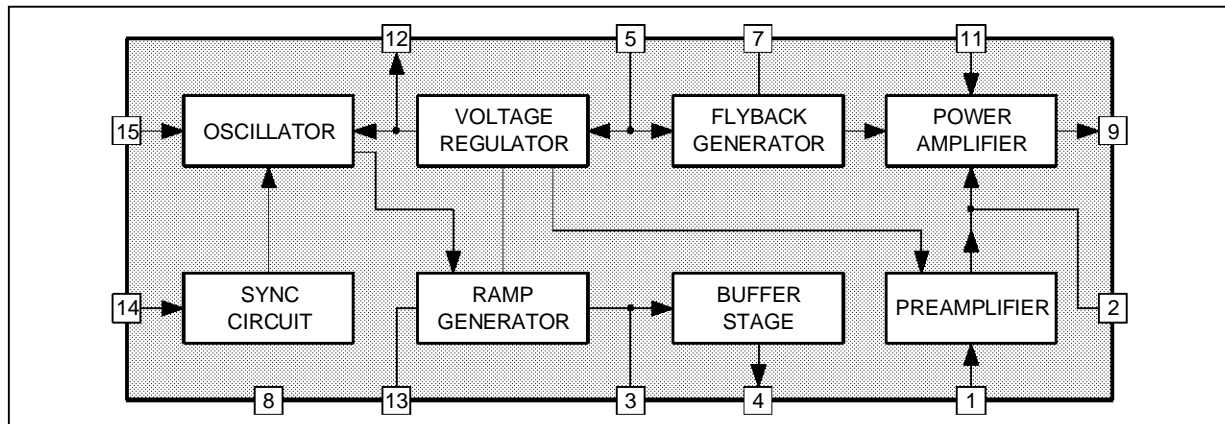 12
5
7
11
15
OSCILLATOR
VOLTAGE
REGULATOR
FLYBACK
GENERATOR
POWER
AMPLIFIER
9
14
SYNC
CIRCUIT
RAMP
GENERATOR
BUFFER
STAGE
PREAMPLIFIER
2
8
13
3
4
1